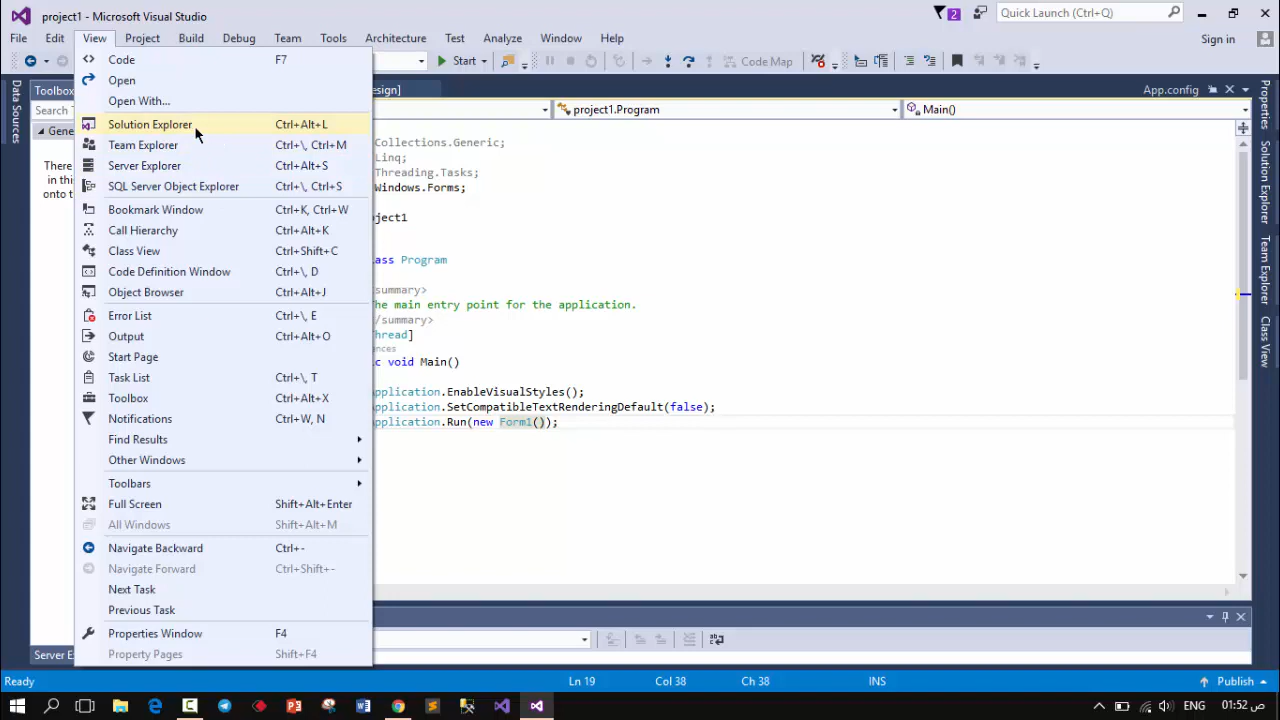 project1 - Microsoft Visual Studio
2
Quick Launch (Ctrl+Q)
File Edit View Project Build Debug Team Tools Architecture Test Analyze Window Help
Sign in
Start
Code Map
Data Sources
Toolbox
Search
Gene
There
in this
onto t
Server Ex
Code F7
Open
Open With...
Solution Explorer Ctrl+Alt+L
Team Explorer Ctrl+\, Ctrl+M
Server Explorer Ctrl+Alt+S
SQL Server Object Explorer Ctrl+\, Ctrl+S
Bookmark Window Ctrl+K, Ctrl+W
Call Hierarchy Ctrl+Alt+K
Class View Ctrl+Shift+C
Code Definition Window Ctrl+\, D
Object Browser Ctrl+Alt+J
Error List Ctrl+\, E
Output Ctrl+Alt+O
Start Page
Task List Ctrl+\, T
Toolbox Ctrl+Alt+X
Notifications Ctrl+W, N
Find Results
Other Windows
Toolbars
Full Screen Shift+Alt+Enter
All Windows Shift+Alt+M
Navigate Backward Ctrl+-
Navigate Forward Ctrl+Shift+-
Next Task
Previous Task
Properties Window F4
Property Pages Shift+F4
esign]
App.config
project1.Program
Main()
Collections.Generic;
Linq;
Threading.Tasks;
Windows.Forms;
oject1
ass Program
summary>
he main entry point for the application.
/summary>
hread]
ences
c void Main()
pplication.EnableVisualStyles();
pplication.SetCompatibleTextRenderingDefault(false);
pplication.Run(new Form1());
Properties
Solution Explorer
Team Explorer
Class View
Ready
Ln 19
Col 38
Ch 38
INS
Publish
ENG
01:52 ص